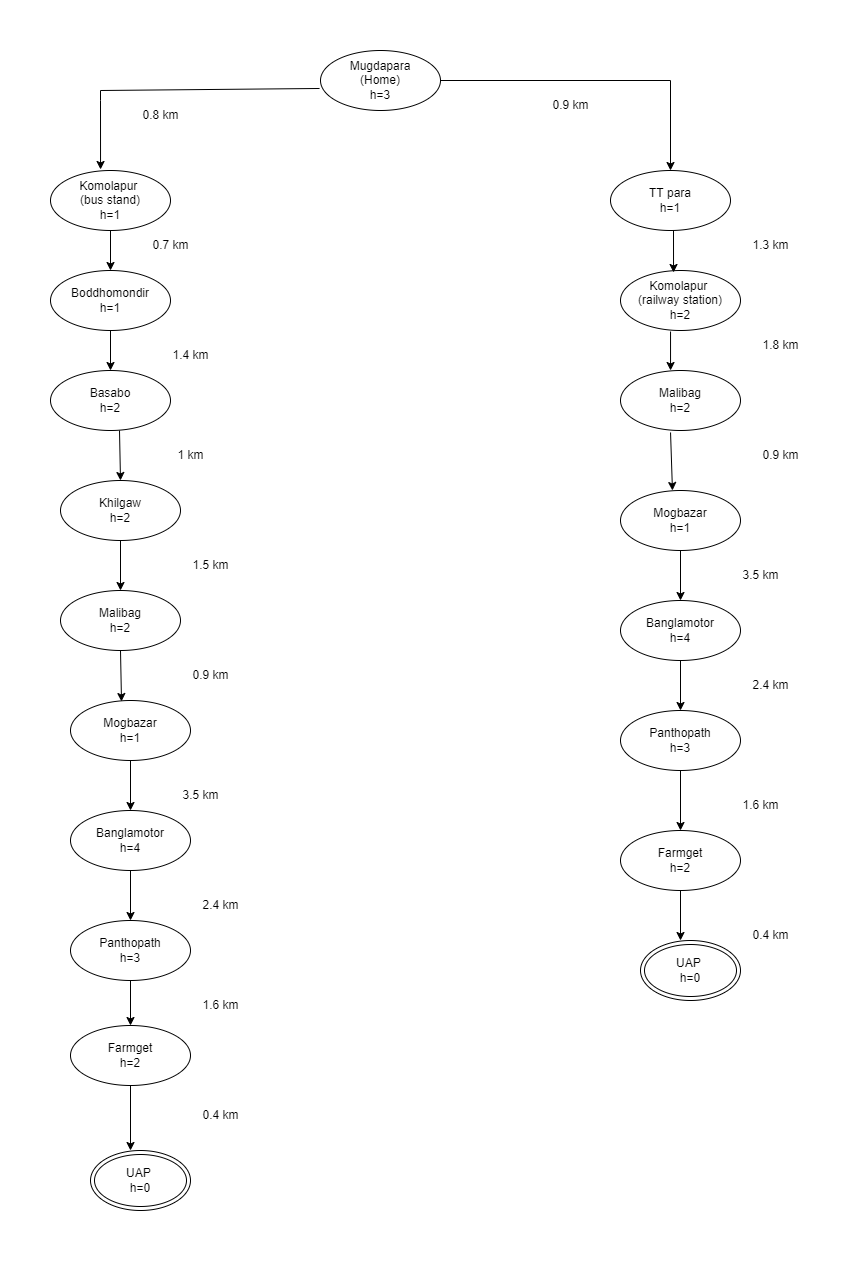 Mugdapara
(Home)
h=3
0.8 km
0.9 km
Komolapur
(bus stand)
h=1
TT para
h=1
0.7 km
1.3 km
Boddhomondir
h=1
Komolapur
(railway station)
h=2
1.4 km
1.8 km
Basabo
h=2
Malibag
h=2
1 km
0.9 km
Khilgaw
h=2
Mogbazar
h=1
1.5 km
3.5 km
Malibag
h=2
Banglamotor
h=4
0.9 km
2.4 km
Mogbazar
h=1
Panthopath
h=3
3.5 km
1.6 km
Banglamotor
h=4
Farmget
h=2
2.4 km
0.4 km
Panthopath
h=3
UAP
h=0
1.6 km
Farmget
h=2
0.4 km
UAP
h=0